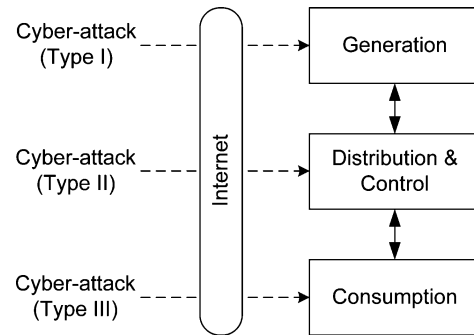 Cyber-attack
(Type I)
Generation
Cyber-attack
(Type II)
Internet
Distribution &
Control
Cyber-attack
(Type III)
Consumption